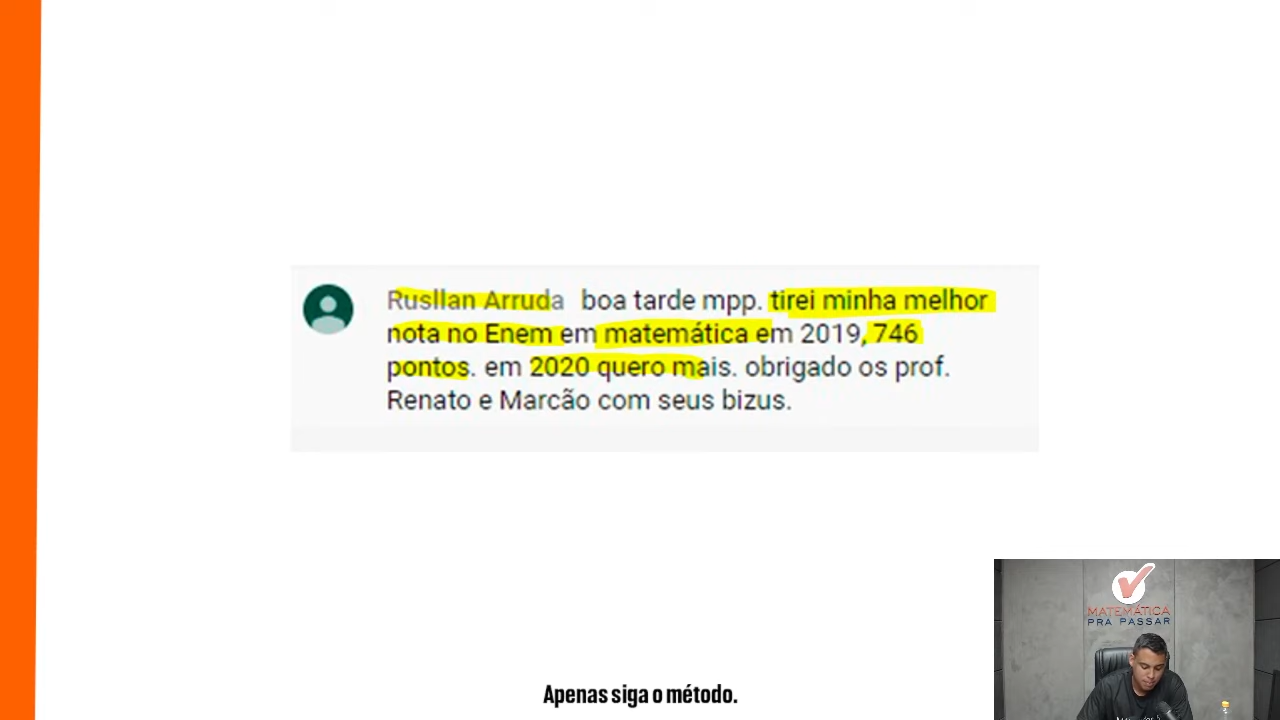 Rusllan Arruda boa tarde mpp. tirei minha melhor
nota no Enem em matemática em 2019, 746
pontos. em 2020 quero mais. obrigado os prof.
Renato e Marcão com seus bizus.
MATEMÁTICA
PRA PASSAR
Apenas siga o método.